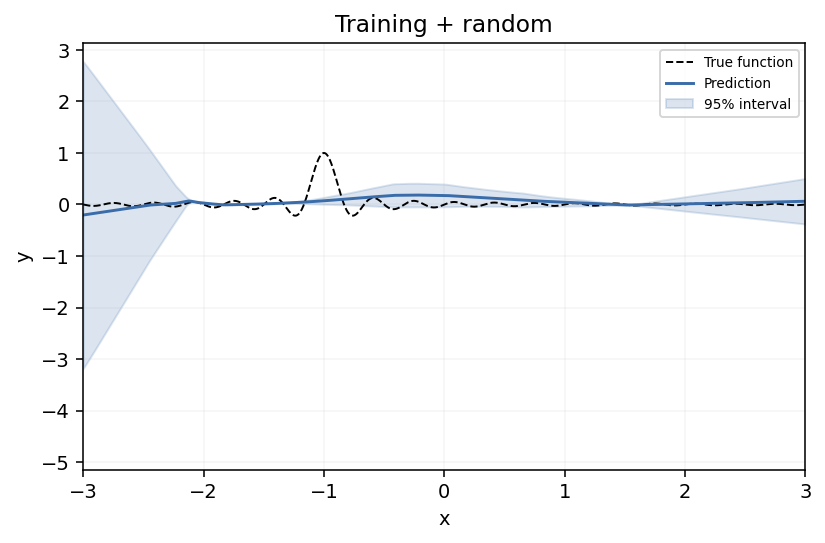 Training + random
True function
Prediction
95% interval
y
3
2
1
0
−1
−2
−3
−4
−5
−3 −2 −1 0 1 2 3
x